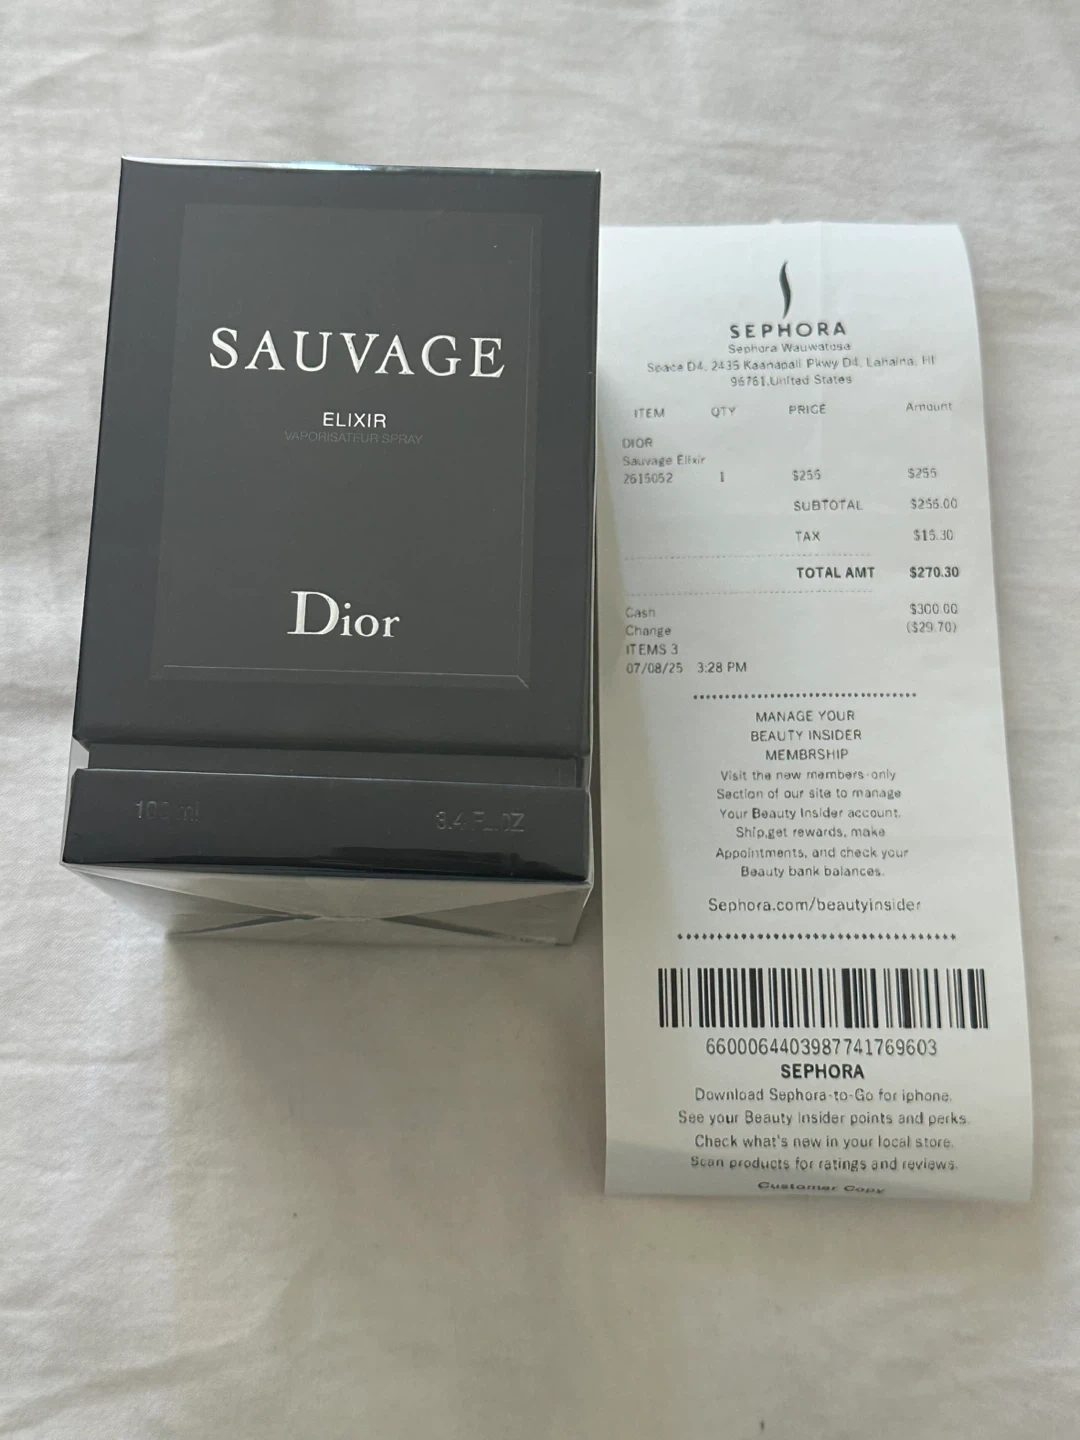 SAUVAGE
ELIXIR
VAPORISATEUR SPRAY
Dior
100 ml
3.4 FL.OZ
SEPHORA
Sephora Wauwatosa
Space D4, 2435 Kaanapali Pkwy D4, Lahaina, HI
96761,United States
ITEM QTY PRICE Amount
DIOR
Sauvage Elixir
2615052 1 $255 $255
SUBTOTAL $255.00
TAX $15.30
TOTAL AMT $270.30
Cash $300.00
Change ($29.70)
ITEMS 3
07/08/25 3:28 PM
MANAGE YOUR
BEAUTY INSIDER
MEMBRSHIP
Visit the new members-only
Section of our site to manage
Your Beauty Insider account.
Ship,get rewards, make
Appointments, and check your
Beauty bank balances.
Sephora.com/beautyinsider
6600064403987741769603
SEPHORA
Download Sephora-to-Go for iphone.
See your Beauty Insider points and perks.
Check what's new in your local store.
Scan products for ratings and reviews.
Customer Copy